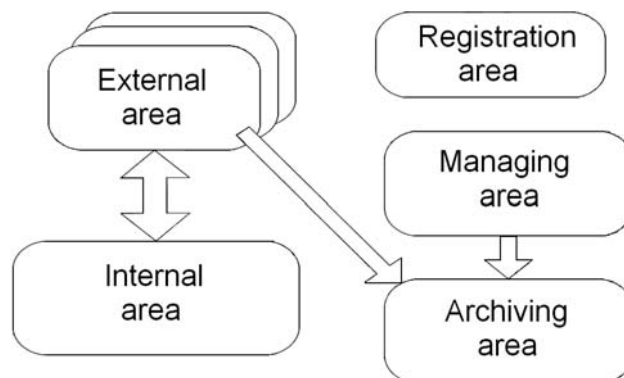 External
area
Registration
area
Managing
area
Internal
area
Archiving
area